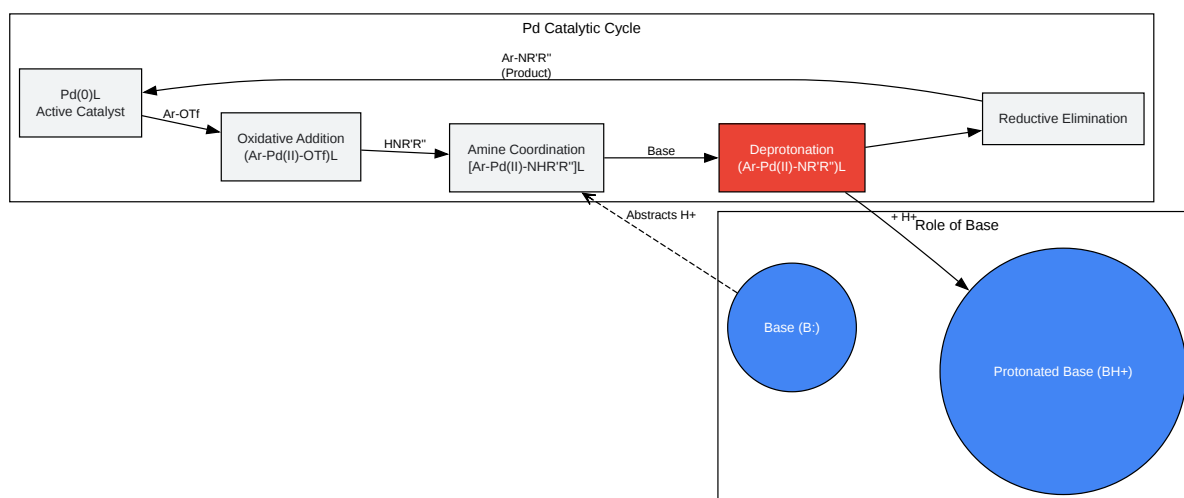 Pd Catalytic Cycle
Ar-NR'R"
(Product)
Pd(0)L
Active Catalyst
Ar-OTf
Oxidative Addition
(Ar-Pd(II)-OTf)L
HNR'R"
Amine Coordination
[Ar-Pd(II)-NHR'R"]L
Base
Deprotonation
(Ar-Pd(II)-NR'R")L
Reductive Elimination
Abstracts H+
+ H+
Role of Base
Base (B:)
Protonated Base (BH+)